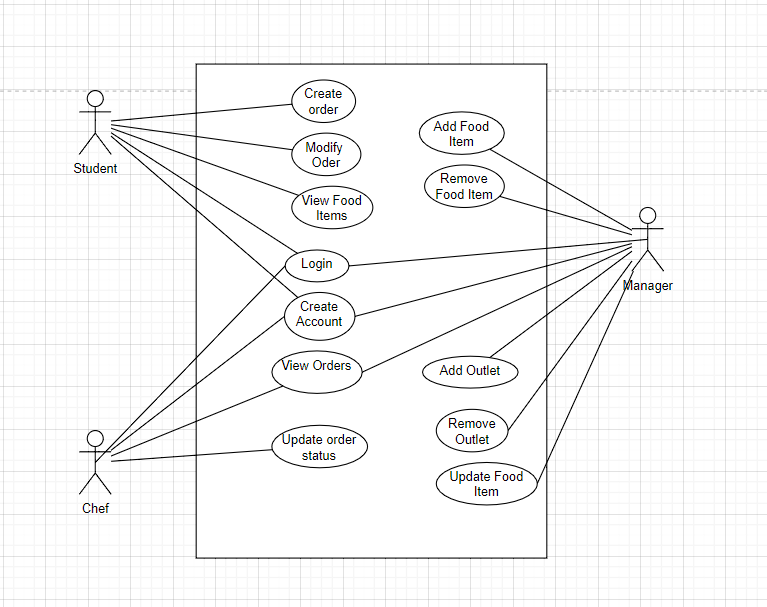 Create
order
Add Food
Item
Modify
Oder
Student
Remove
Food Item
View Food
Items
Login
Manager
Create
Account
View Orders
Add Outlet
Remove
Outlet
Update order
status
Update Food
Item
Chef